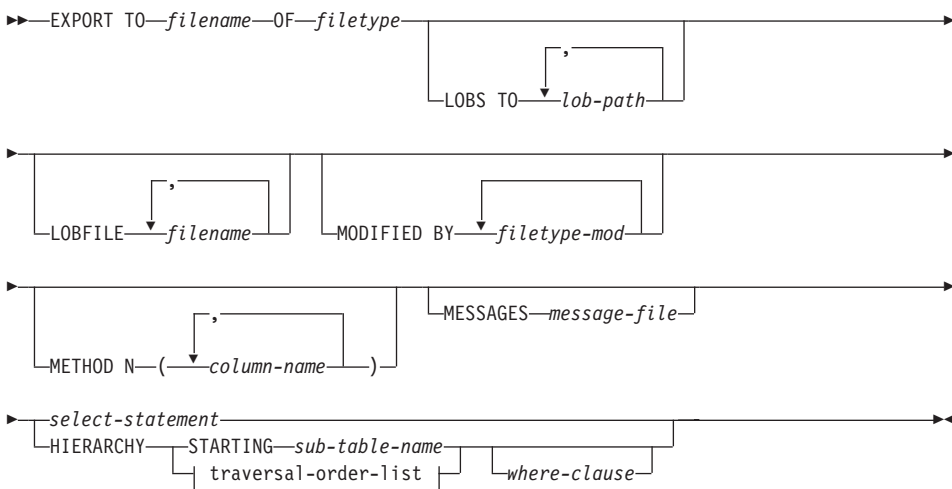 EXPORT TO filename OF filetype
,
LOBS TO lob-path
,
LOBFILE filename MODIFIED BY filetype-mod
,
METHOD N ( column-name ) MESSAGES message-file
select-statement
HIERARCHY STARTING sub-table-name
traversal-order-list where-clause